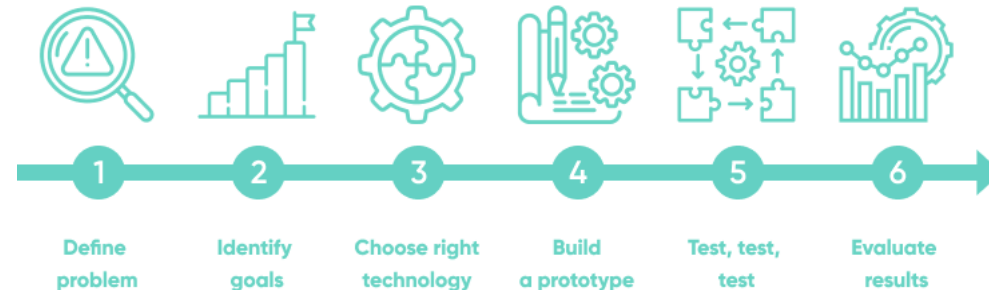 1
2
3
4
5
6
Define
problem
Identify
goals
Choose right
technology
Build
a prototype
Test, test,
test
Evaluate
results